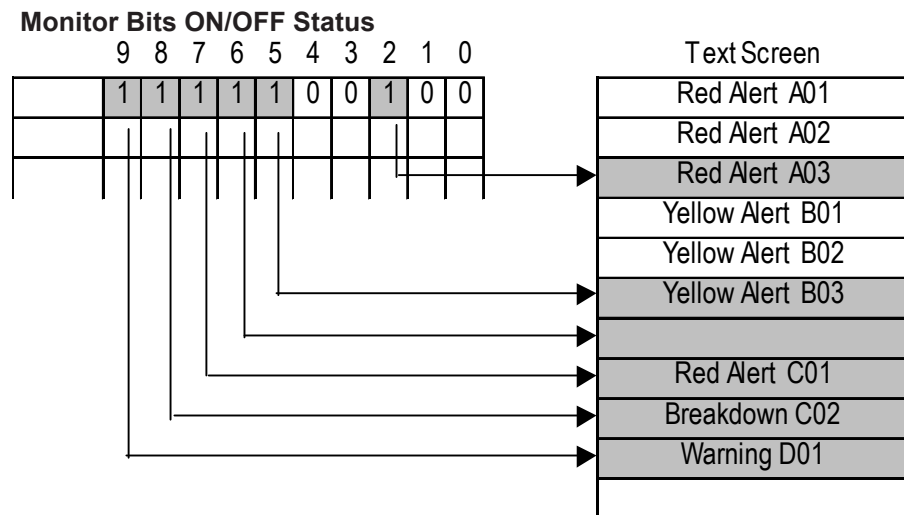 Monitor Bits ON/OFF Status
9 8 7 6 5 4 3 2 1 0
Text Screen
1 1 1 1 1 0 0 1 0 0
Red Alert A01
Red Alert A02
Red Alert A03
Yellow Alert B01
Yellow Alert B02
Yellow Alert B03
Red Alert C01
Breakdown C02
Warning D01